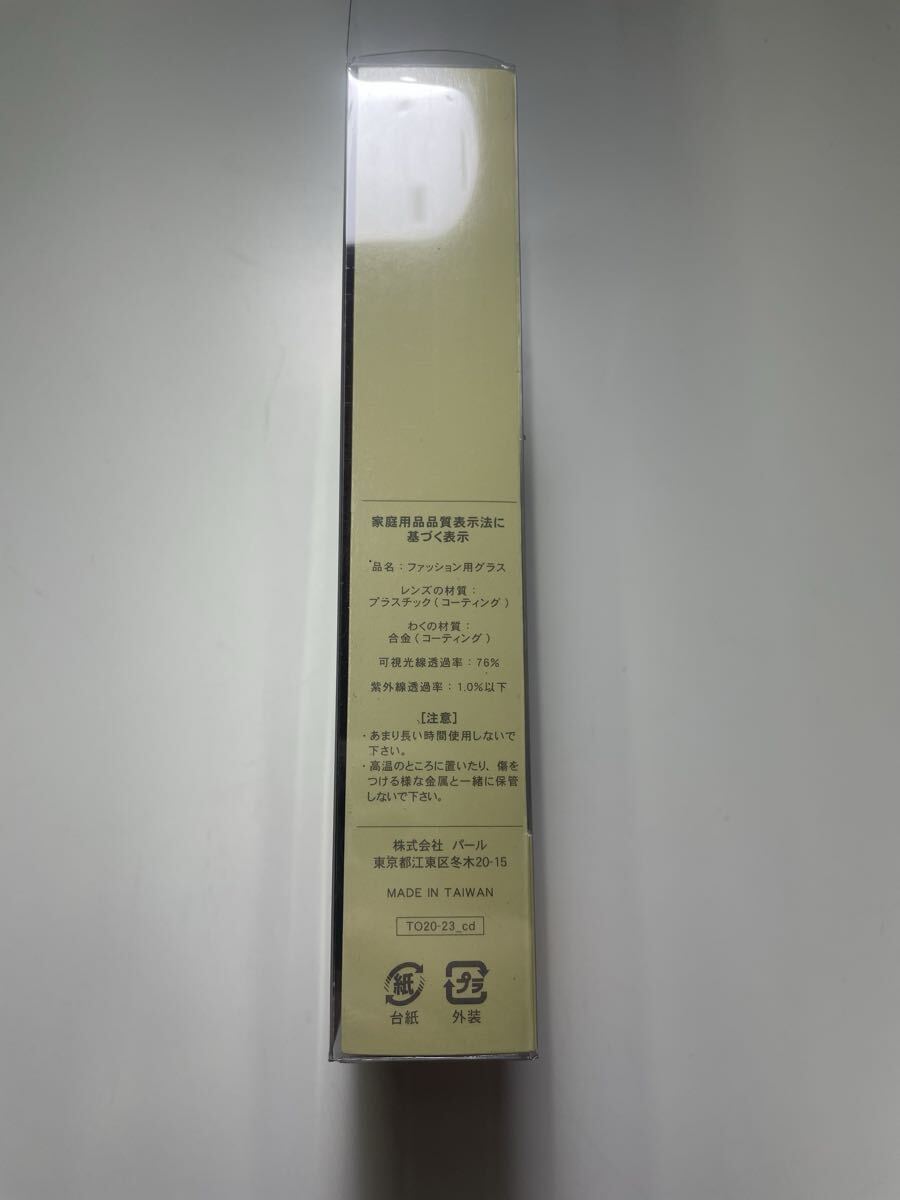 家庭用品品質表示法に
基づく表示
品名：ファッション用グラス
レンズの材質：
プラスチック（コーティング）
わくの材質：
合金（コーティング）
可視光線透過率：76%
紫外線透過率：1.0%以下
［注意］
・あまり長い時間使用しないで
下さい。
・高温のところに置いたり、傷を
つける様な金属と一緒に保管
しないで下さい。
株式会社 パール
東京都江東区冬木20-15
MADE IN TAIWAN
TO20-23_cd
紙 プラ
台紙 外装